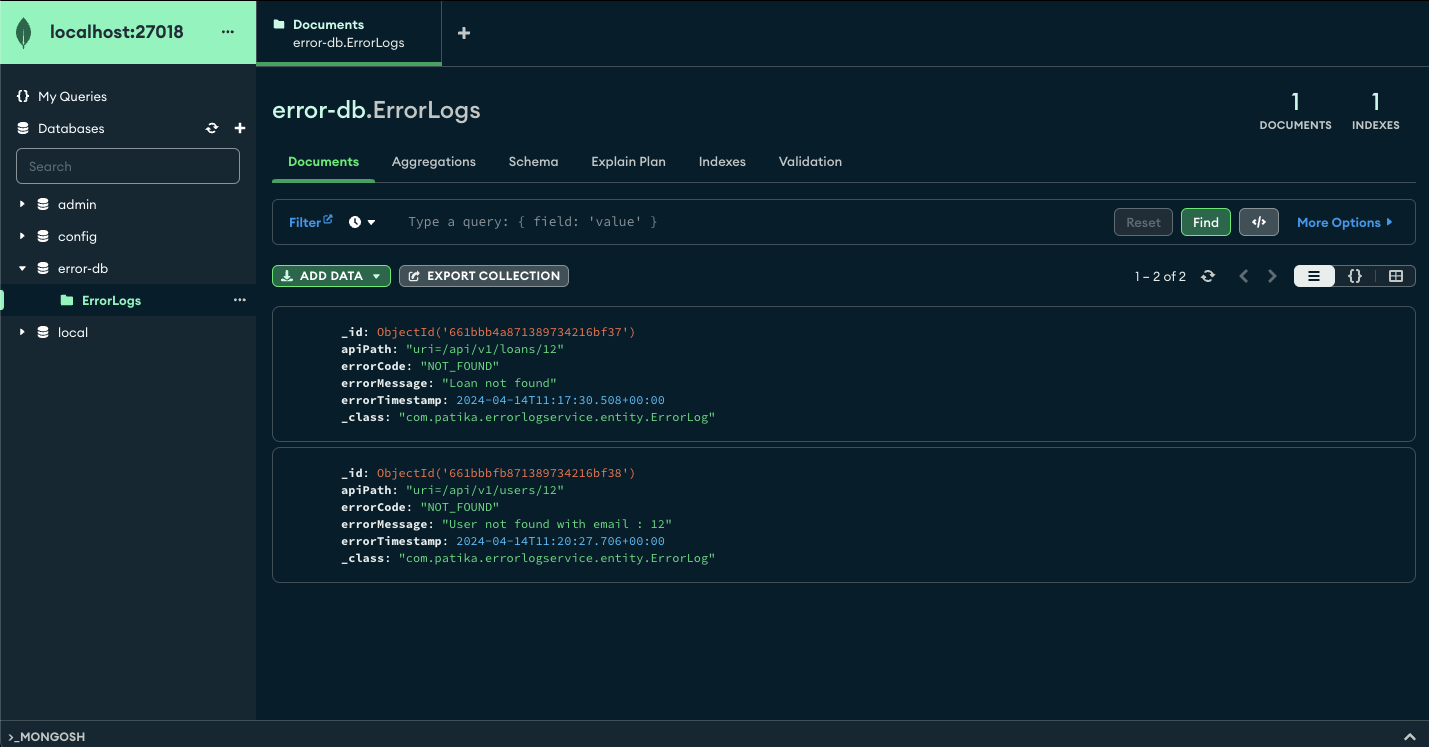 localhost:27018
Documents
error-db.ErrorLogs
My Queries
Databases
Search
admin
config
error-db
ErrorLogs
local
error-db.ErrorLogs
1
DOCUMENTS
1
INDEXES
Documents Aggregations Schema Explain Plan Indexes Validation
Filter Type a query: { field: 'value' } Reset Find </> More Options
ADD DATA EXPORT COLLECTION 1 – 2 of 2 {}
_id: ObjectId('661bbb4a871389734216bf37')
apiPath: "uri=/api/v1/loans/12"
errorCode: "NOT_FOUND"
errorMessage: "Loan not found"
errorTimestamp: 2024-04-14T11:17:30.508+00:00
_class: "com.patika.errorlogservice.entity.ErrorLog"
_id: ObjectId('661bbbfb871389734216bf38')
apiPath: "uri=/api/v1/users/12"
errorCode: "NOT_FOUND"
errorMessage: "User not found with email : 12"
errorTimestamp: 2024-04-14T11:20:27.706+00:00
_class: "com.patika.errorlogservice.entity.ErrorLog"
>_MONGOSH